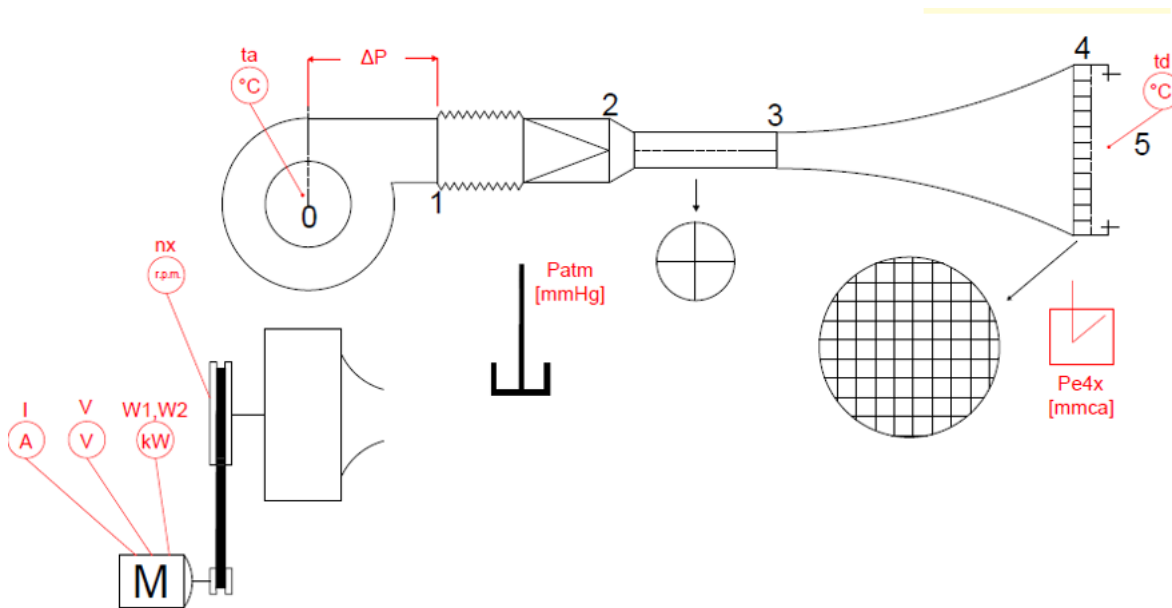 ta
°C
ΔP
0
1
2
3
4
td
°C
5
nx
r.p.m.
Patm
[mmHg]
Pe4x
[mmca]
I
A
V
V
W1,W2
kW
M